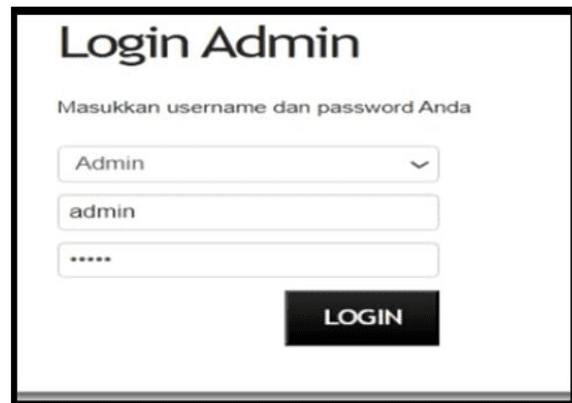 Login Admin
Masukkan username dan password Anda
Admin
admin
•••••
LOGIN